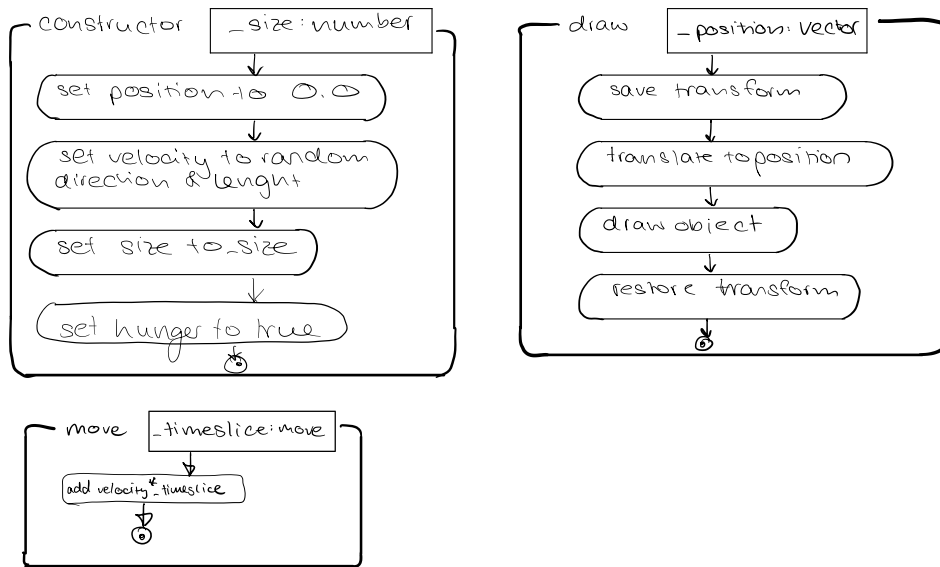 constructor
_size: number
set position to 0.0
set velocity to random
direction & lenght
set size to _size
set hunger to true
draw
_position: vector
save transform
translate to position
draw object
restore transform
move
_timeslice: move
add velocity * _timeslice